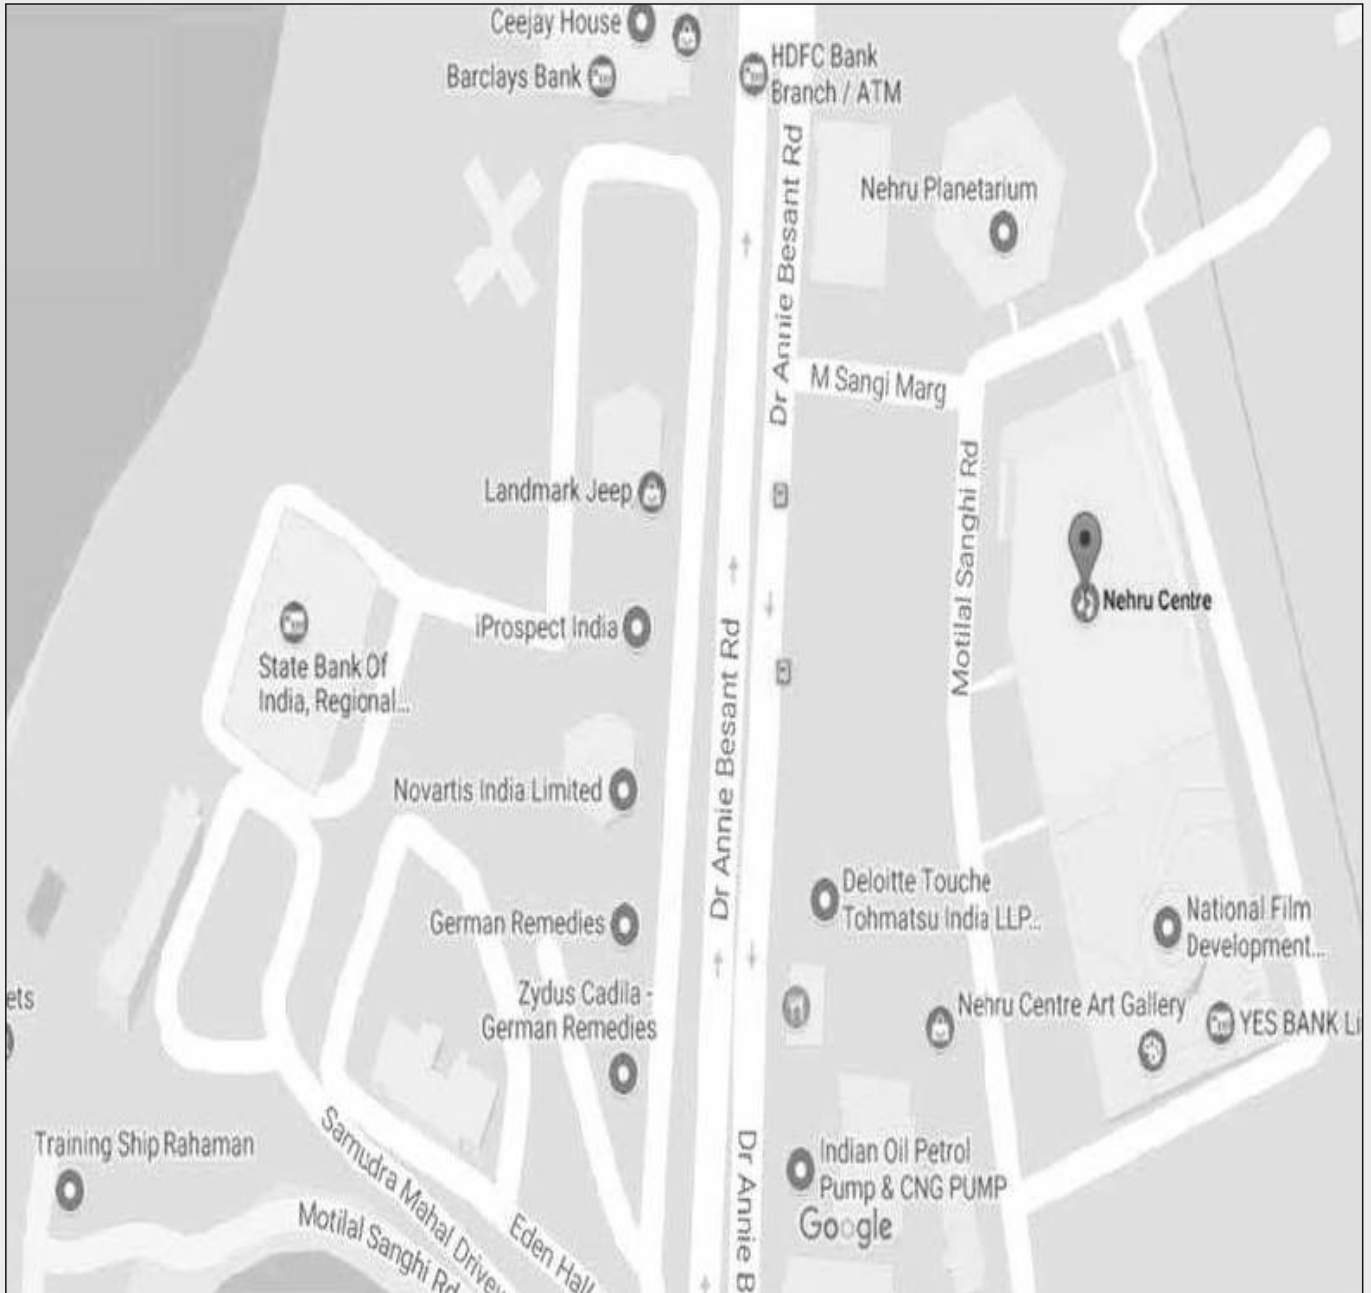 Ceejay House
Barclays Bank
HDFC Bank
Branch / ATM
Dr Annie Besant Rd
Nehru Planetarium
M Sangi Marg
Landmark Jeep
Motilal Sanghi Rd
Nehru Centre
iProspect India
State Bank Of
India, Regional...
Dr Annie Besant Rd
Novartis India Limited
German Remedies
Deloitte Touche
Tohmatsu India LLP...
National Film
Development...
ets
Zydus Cadila -
German Remedies
Nehru Centre Art Gallery
YES BANK Li
Training Ship Rahaman
Samudra Mahal Drivew
Motilal Sanghi Rd
Eden Hall
Dr Annie B
Indian Oil Petrol
Pump & CNG PUMP
Google